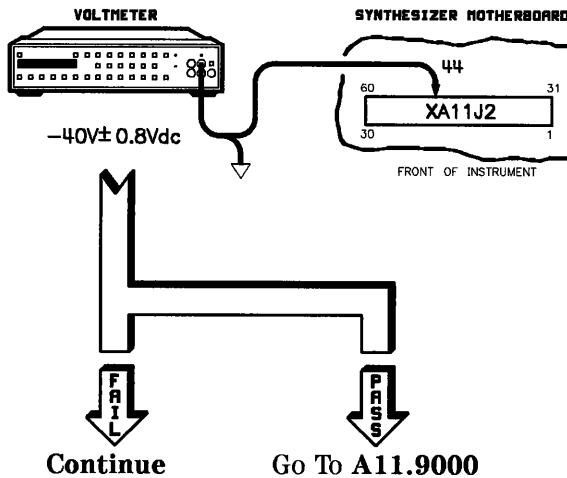 VOLTMETER
SYNTHESIZER MOTHERBOARD
44
60
31
XA11J2
30
1
−40V± 0.8Vdc
FRONT OF INSTRUMENT
FAIL
PASS
Continue
Go To A11.9000